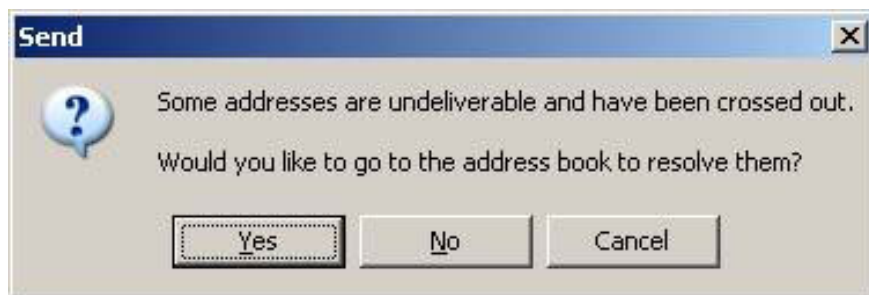 Send
Some addresses are undeliverable and have been crossed out.
Would you like to go to the address book to resolve them?
Yes No Cancel